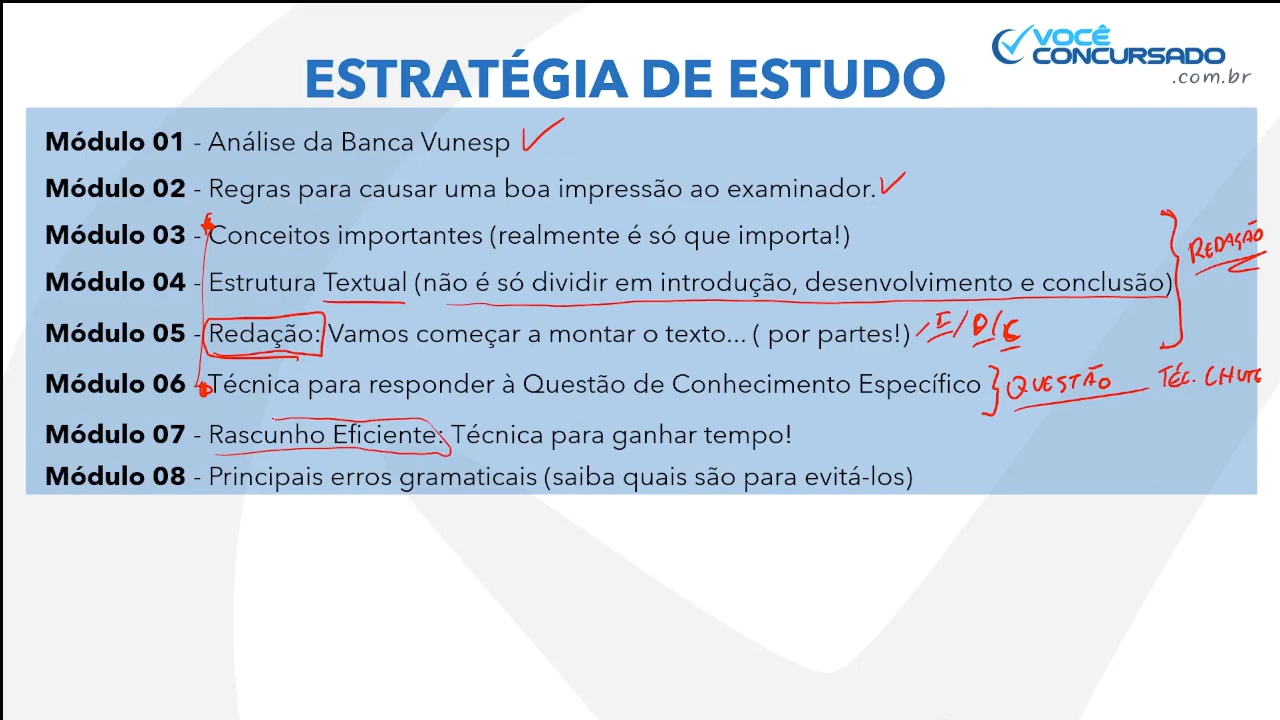 VOCÊ
CONCURSADO
.com.br
ESTRATÉGIA DE ESTUDO
Módulo 01 - Análise da Banca Vunesp
Módulo 02 - Regras para causar uma boa impressão ao examinador.
Módulo 03 - Conceitos importantes (realmente é só que importa!)
REDAÇÃO
Módulo 04 - Estrutura Textual (não é só dividir em introdução, desenvolvimento e conclusão)
Módulo 05 - Redação: Vamos começar a montar o texto... ( por partes!) I/D/C
Módulo 06 - Técnica para responder à Questão de Conhecimento Específico QUESTÃO TÉC. CHUTE
Módulo 07 - Rascunho Eficiente: Técnica para ganhar tempo!
Módulo 08 - Principais erros gramaticais (saiba quais são para evitá-los)